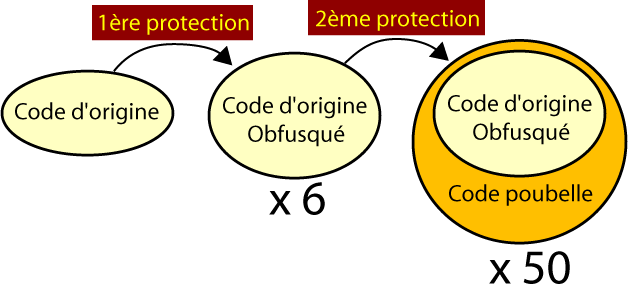 1ère protection
2ème protection
Code d'origine
Code d'origine
Obfusqué
x 6
Code d'origine
Obfusqué
Code poubelle
x 50